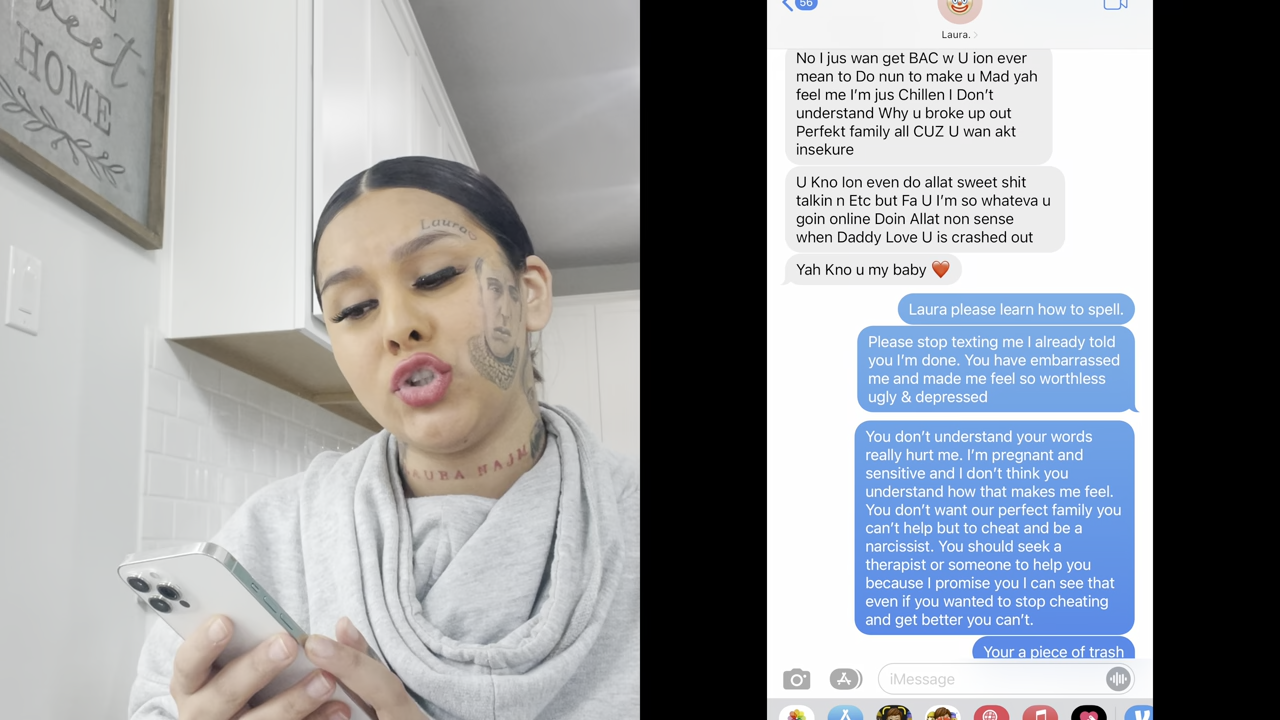 sweet
HOME
Laura
56
Laura.
No I jus wan get BAC w U ion ever
mean to Do nun to make u Mad yah
feel me I'm jus Chillen I Don't
understand Why u broke up out
Perfekt family all CUZ U wan akt
insekure
U Kno Ion even do allat sweet shit
talkin n Etc but Fa U I'm so whateva u
goin online Doin Allat non sense
when Daddy Love U is crashed out
Yah Kno u my baby ❤️
Laura please learn how to spell.
Please stop texting me I already told
you I'm done. You have embarrassed
me and made me feel so worthless
ugly & depressed
You don't understand your words
really hurt me. I'm pregnant and
sensitive and I don't think you
understand how that makes me feel.
You don't want our perfect family you
can't help but to cheat and be a
narcissist. You should seek a
therapist or someone to help you
because I promise you I can see that
even if you wanted to stop cheating
and get better you can't.
Your a piece of trash
iMessage